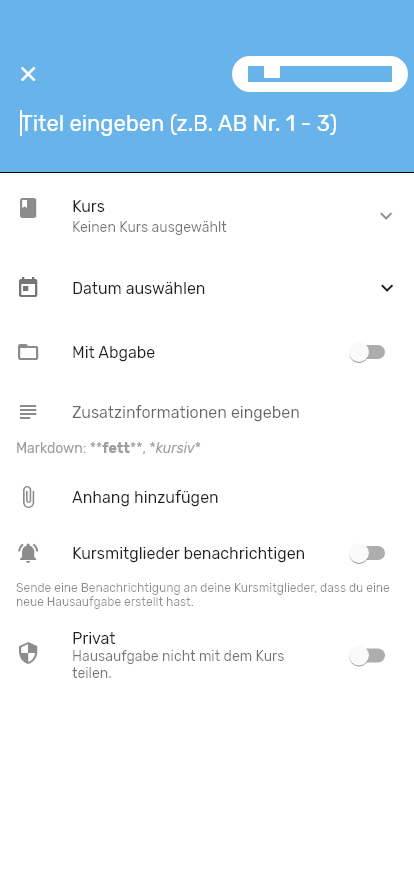 Titel eingeben (z.B. AB Nr. 1 - 3)
Kurs
Keinen Kurs ausgewählt
Datum auswählen
Mit Abgabe
Zusatzinformationen eingeben
Markdown: **fett**, *kursiv*
Anhang hinzufügen
Kursmitglieder benachrichtigen
Sende eine Benachrichtigung an deine Kursmitglieder, dass du eine
neue Hausaufgabe erstellt hast.
Privat
Hausaufgabe nicht mit dem Kurs
teilen.